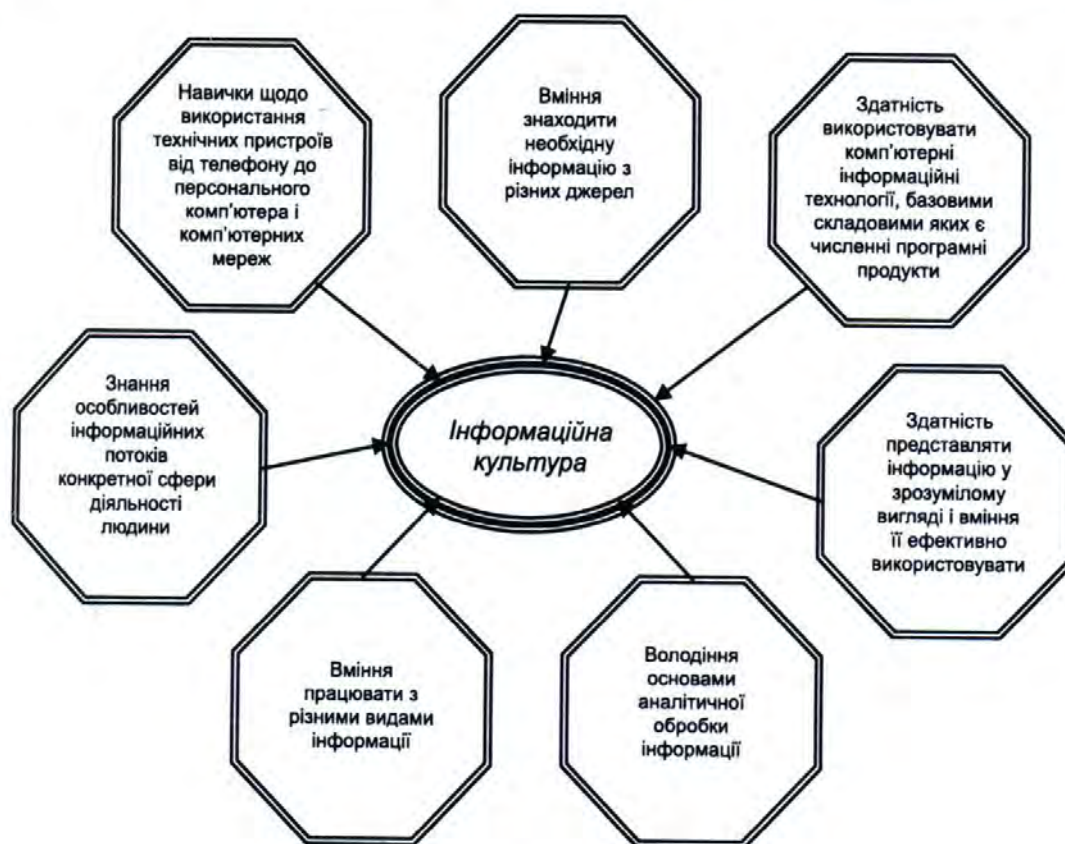 Навички щодо
використання
технічних пристроїв
від телефону до
персонального
комп'ютера і
комп'ютерних
мереж
Вміння
знаходити
необхідну
інформацію з
різних джерел
Здатність
використовувати
комп'ютерні
інформаційні
технології, базовими
складовими яких є
численні програмні
продукти
Знання
особливостей
інформаційних
потоків
конкретної сфери
діяльності
людини
Інформаційна
культура
Здатність
представляти
інформацію у
зрозумілому
вигляді і вміння
її ефективно
використовувати
Вміння
працювати з
різними видами
інформації
Володіння
основами
аналітичної
обробки
інформації